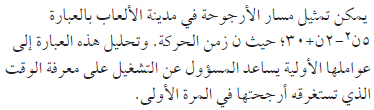 يمكن تمثيل مسار الأرجوحة في مدينة الألعاب بالعبارة
٥ن²-٢ن+٣٠؛ حيث ن زمن الحركة. وتحليل هذه العبارة إلى
عواملها الأولية يساعد المسؤول عن التشغيل على معرفة الوقت
الذي تستغرقه أرجحتها في المرة الأولى.